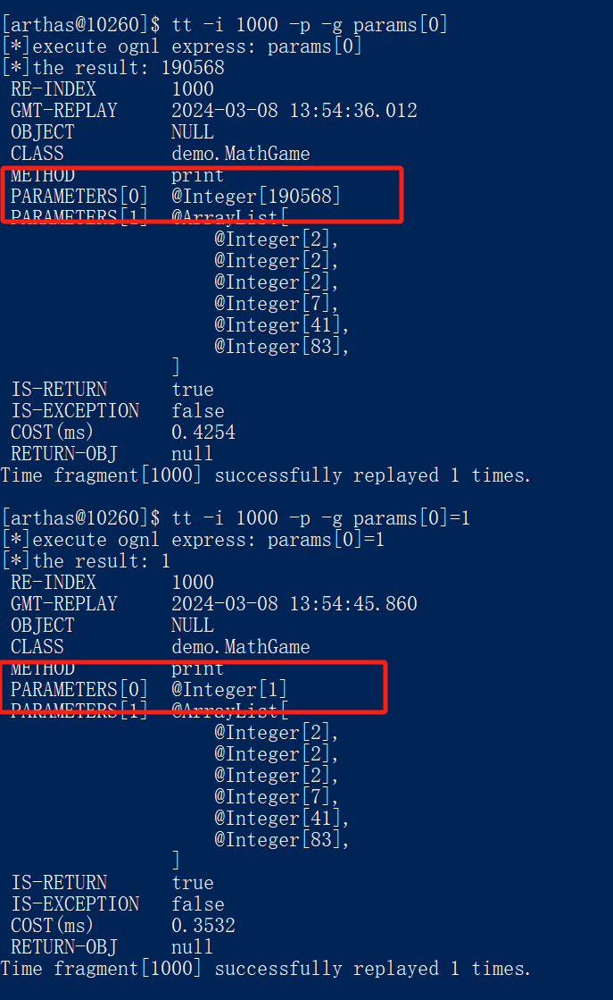 [arthas@10260]$ tt -i 1000 -p -g params[0]
[*]execute ognl express: params[0]
[*]the result: 190568
RE-INDEX 1000
GMT-REPLAY 2024-03-08 13:54:36.012
OBJECT NULL
CLASS demo.MathGame
METHOD print
PARAMETERS[0] @Integer[190568]
PARAMETERS[1] @ArrayList[
@Integer[2],
@Integer[2],
@Integer[2],
@Integer[7],
@Integer[41],
@Integer[83],
]
IS-RETURN true
IS-EXCEPTION false
COST(ms) 0.4254
RETURN-OBJ null
Time fragment[1000] successfully replayed 1 times.
[arthas@10260]$ tt -i 1000 -p -g params[0]=1
[*]execute ognl express: params[0]=1
[*]the result: 1
RE-INDEX 1000
GMT-REPLAY 2024-03-08 13:54:45.860
OBJECT NULL
CLASS demo.MathGame
METHOD print
PARAMETERS[0] @Integer[1]
PARAMETERS[1] @ArrayList[
@Integer[2],
@Integer[2],
@Integer[2],
@Integer[7],
@Integer[41],
@Integer[83],
]
IS-RETURN true
IS-EXCEPTION false
COST(ms) 0.3532
RETURN-OBJ null
Time fragment[1000] successfully replayed 1 times.